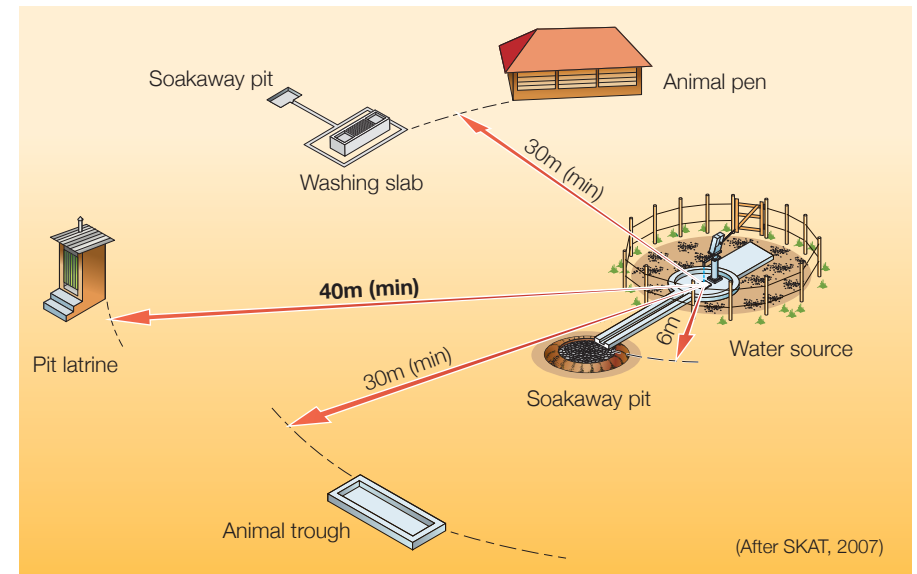 Soakaway pit
Animal pen
Washing slab
30m (min)
40m (min)
Pit latrine
30m (min)
6m
Water source
Soakaway pit
Animal trough
(After SKAT, 2007)